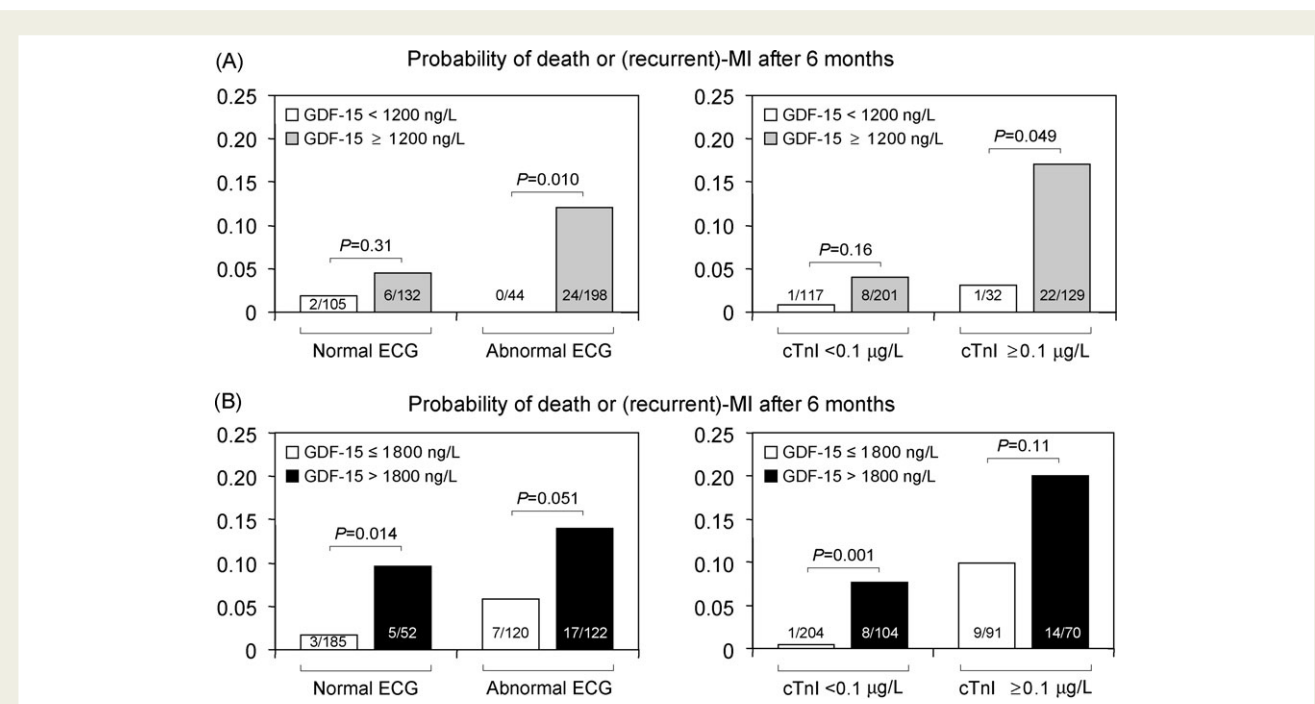 (A)
Probability of death or (recurrent)-MI after 6 months
0.25
0.20
0.15
0.10
0.05
0
GDF-15 < 1200 ng/L
GDF-15 ≥ 1200 ng/L
P=0.31
P=0.010
2/105
6/132
0/44
24/198
Normal ECG
Abnormal ECG
0.25
0.20
0.15
0.10
0.05
0
GDF-15 < 1200 ng/L
GDF-15 ≥ 1200 ng/L
P=0.16
P=0.049
1/117
8/201
1/32
22/129
cTnI <0.1 μg/L
cTnI ≥0.1 μg/L
(B)
Probability of death or (recurrent)-MI after 6 months
0.25
0.20
0.15
0.10
0.05
0
GDF-15 ≤ 1800 ng/L
GDF-15 > 1800 ng/L
P=0.014
P=0.051
3/185
5/52
7/120
17/122
Normal ECG
Abnormal ECG
0.25
0.20
0.15
0.10
0.05
0
GDF-15 ≤ 1800 ng/L
GDF-15 > 1800 ng/L
P=0.001
P=0.11
1/204
8/104
9/91
14/70
cTnI <0.1 μg/L
cTnI ≥0.1 μg/L